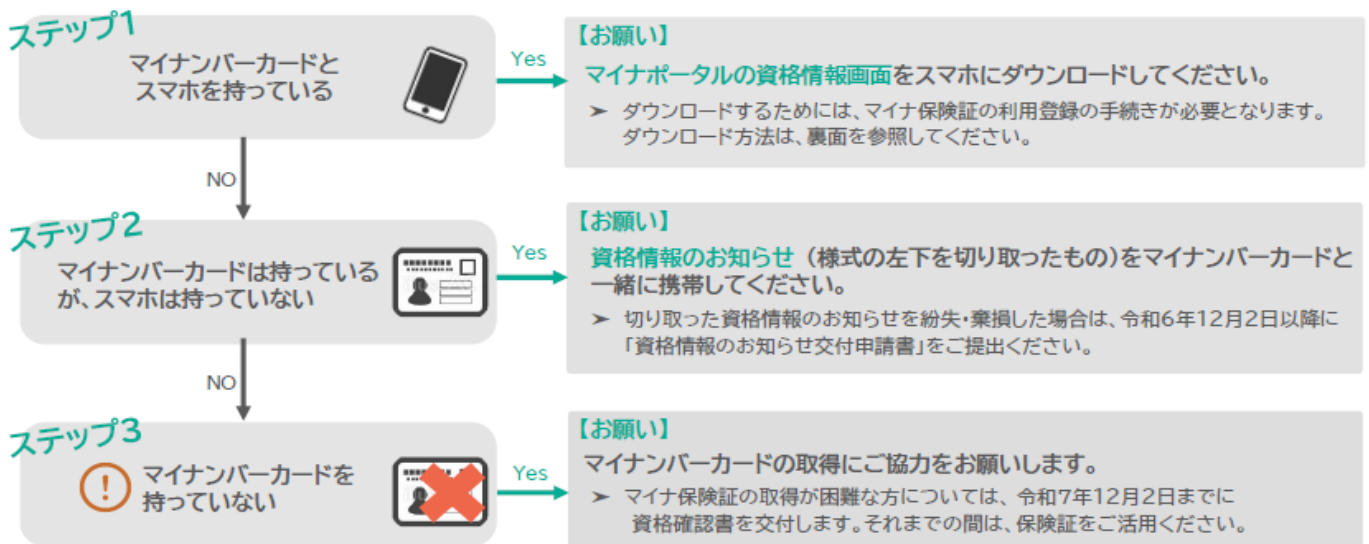 ステップ1
マイナンバーカードと
スマホを持っている
Yes
【お願い】
マイナポータルの資格情報画面をスマホにダウンロードしてください。
➤ ダウンロードするためには、マイナ保険証の利用登録の手続きが必要となります。
ダウンロード方法は、裏面を参照してください。
NO
ステップ2
マイナンバーカードは持っている
が、スマホは持っていない
Yes
【お願い】
資格情報のお知らせ（様式の左下を切り取ったもの）をマイナンバーカードと
一緒に携帯してください。
➤ 切り取った資格情報のお知らせを紛失・棄損した場合は、令和6年12月2日以降に
「資格情報のお知らせ交付申請書」をご提出ください。
NO
ステップ3
! マイナンバーカードを
持っていない
Yes
【お願い】
マイナンバーカードの取得にご協力をお願いします。
➤ マイナ保険証の取得が困難な方については、令和7年12月2日までに
資格確認書を交付します。それまでの間は、保険証をご活用ください。